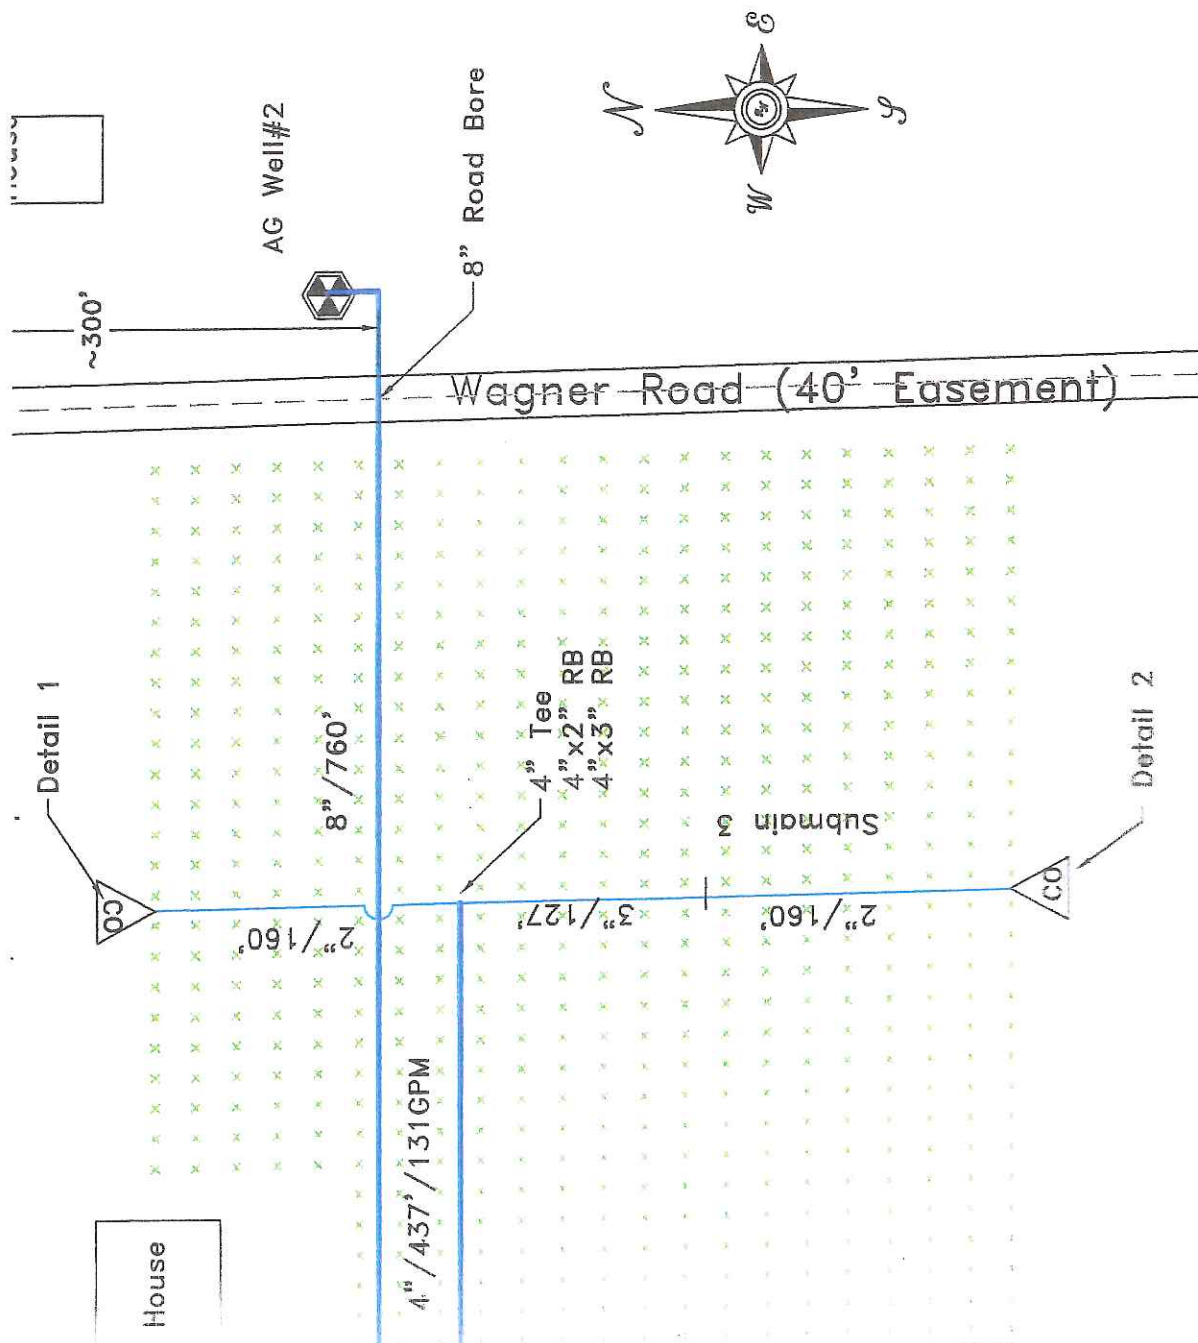 House
AG Well#2
8" Road Bore
~300'
N
E
S
W
Wagner Road (40' Easement)
Detail 1
8"/760'
4" Tee
4"x2" RB
4"x3" RB
Submain 3
Detail 2
CO
2"/160'
3"/127'
2"/160'
CO
4"/437'/131GPM
House